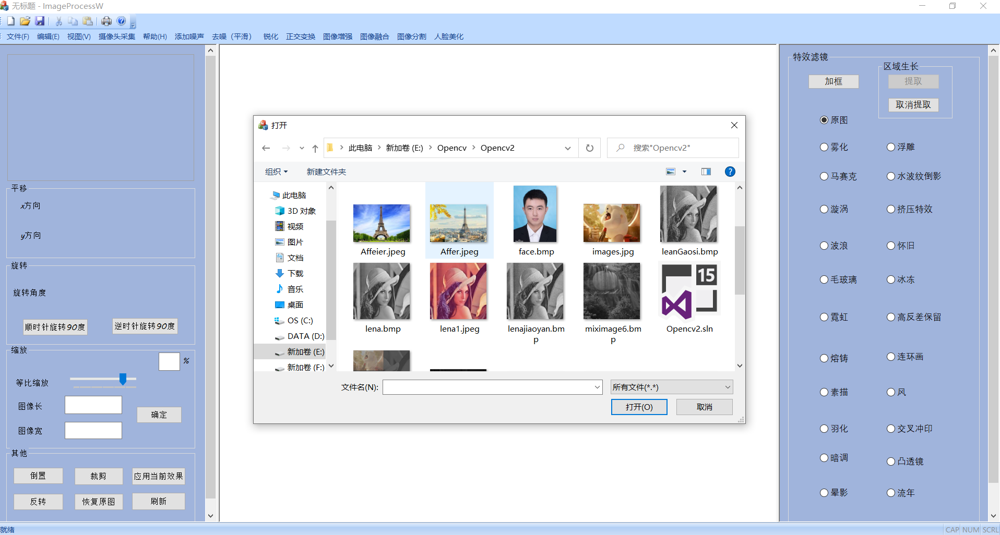 无标题 - ImageProcessW
文件(F) 编辑(E) 视图(V) 摄像头采集 帮助(H) 添加噪声 去噪（平滑） 锐化 正交变换 图像增强 图像融合 图像分割 人脸美化
平移
x方向
y方向
旋转
旋转角度
顺时针旋转90度 逆时针旋转90度
缩放
%
等比缩放
图像长
确定
图像宽
其他
倒置 裁剪 应用当前效果
反转 恢复原图 刷新
打开
此电脑 新加卷 (E:) Opencv Opencv2
搜索"Opencv2"
组织 新建文件夹
此电脑
3D 对象
视频
图片
文档
下载
音乐
桌面
OS (C:)
DATA (D:)
新加卷 (E:)
新加卷 (F:)
Affeier.jpeg Affer.jpeg face.bmp images.jpg leanGaosi.bmp
15
lena.bmp lena1.jpeg lenajiaoyan.bm
p miximage6.bm
p Opencv2.sln
文件名(N): 所有文件(*.*)
打开(O) 取消
特效滤镜
区域生长
加框 提取
取消提取
原图
雾化 浮雕
马赛克 水波纹倒影
漩涡 挤压特效
波浪 怀旧
毛玻璃 冰冻
霓虹 高反差保留
熔铸 连环画
素描 风
羽化 交叉冲印
暗调 凸透镜
晕影 流年
就绪
CAP NUM SCRL